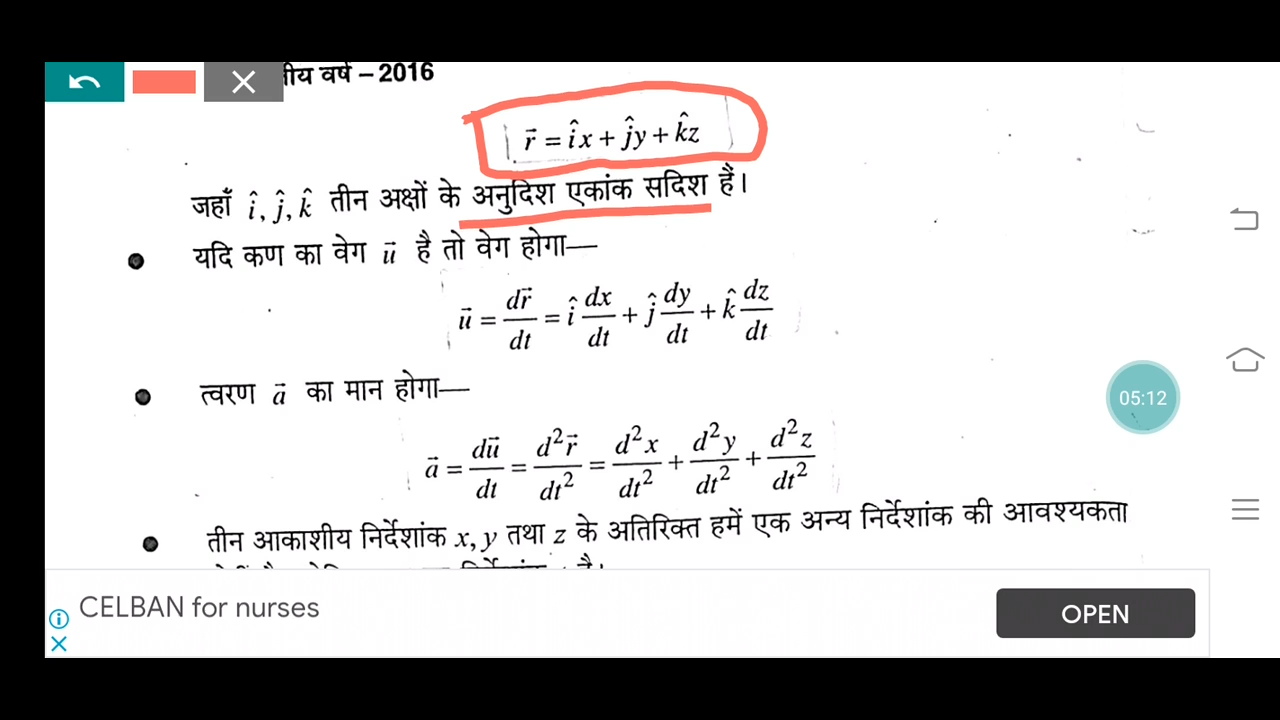 ीय वर्ष – 2016
r⃗ = îx + ĵy + k̂z
जहाँ î, ĵ, k̂ तीन अक्षों के अनुदिश एकांक सदिश हैं।
यदि कण का वेग u⃗ है तो वेग होगा—
u⃗ = dr⃗/dt = î dx/dt + ĵ dy/dt + k̂ dz/dt
त्वरण a⃗ का मान होगा—
a⃗ = du⃗/dt = d²r⃗/dt² = d²x/dt² + d²y/dt² + d²z/dt²
05:12
तीन आकाशीय निर्देशांक x, y तथा z के अतिरिक्त हमें एक अन्य निर्देशांक की आवश्यकता
CELBAN for nurses
OPEN